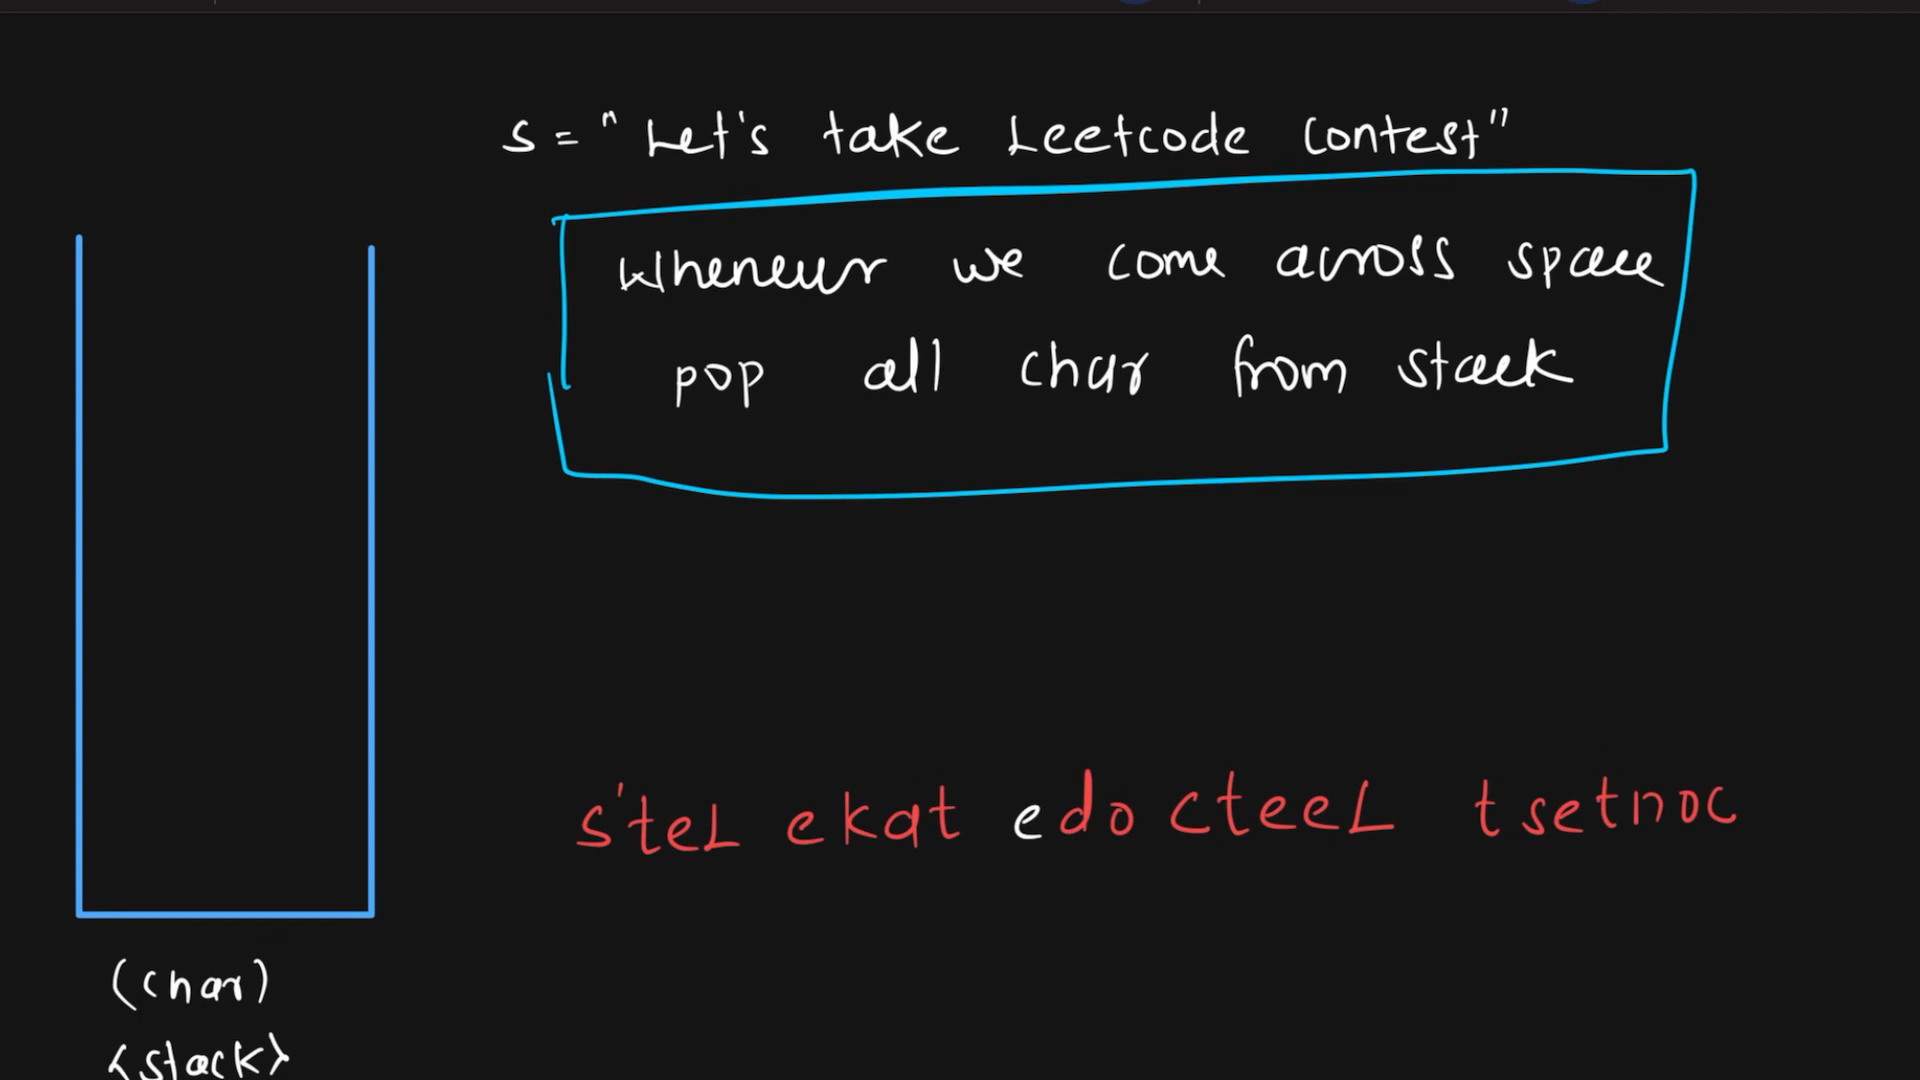 s = "Let's take Leetcode contest"
Whenever we come across space
pop all char from stack
s'teL ekat edocteeL tsetnoc
(char)
<stack>